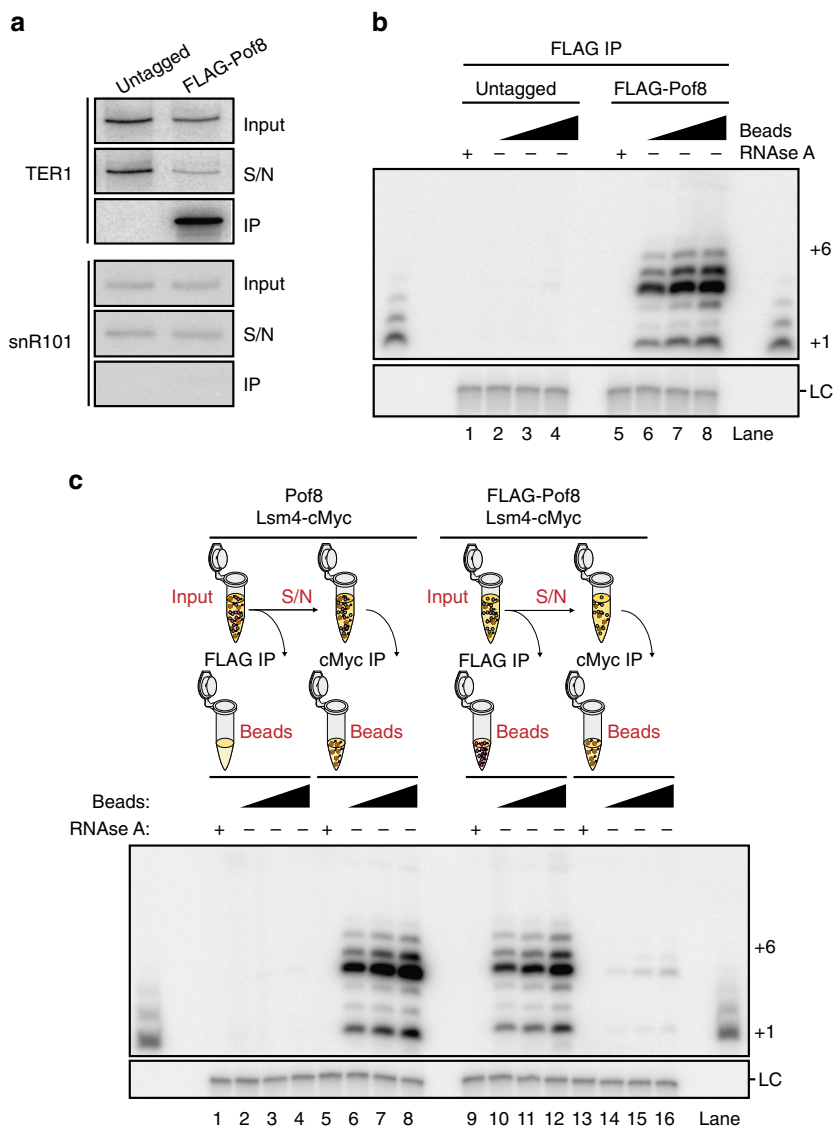 a
Untagged FLAG-Pof8
TER1
Input
S/N
IP
snR101
Input
S/N
IP
b
FLAG IP
Untagged FLAG-Pof8
Beads
+ − − − + − − − RNAse A
+6
+1
LC
1 2 3 4 5 6 7 8 Lane
c
Pof8 FLAG-Pof8
Lsm4-cMyc Lsm4-cMyc
Input S/N Input S/N
FLAG IP cMyc IP FLAG IP cMyc IP
Beads Beads Beads Beads
Beads:
RNAse A: + − − − + − − − + − − − + − − −
+6
+1
LC
1 2 3 4 5 6 7 8 9 10 11 12 13 14 15 16 Lane